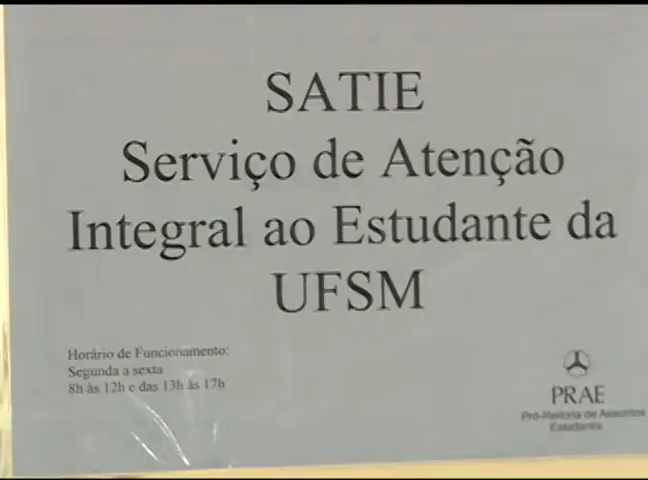 SATIE
Serviço de Atenção
Integral ao Estudante da
UFSM
Horário de Funcionamento:
Segunda a sexta
8h às 12h e das 13h às 17h
PRAE
Pró-Reitoria de Assuntos
Estudantis